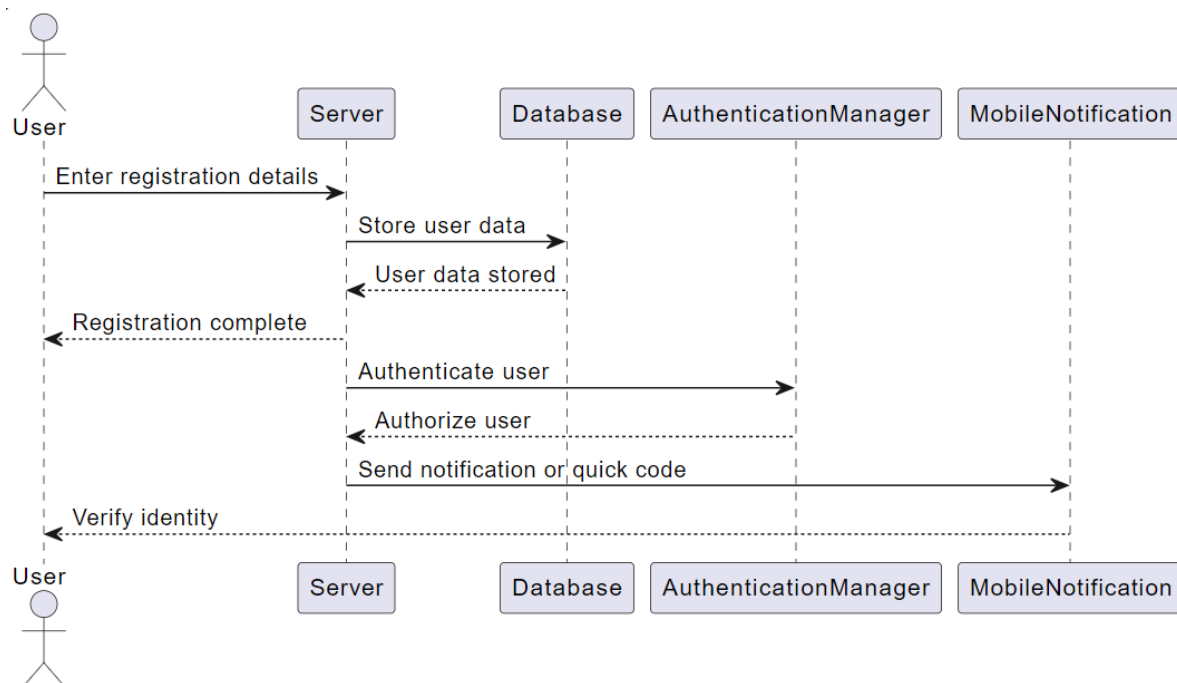 User
Server
Database
AuthenticationManager
MobileNotification
Enter registration details
Store user data
User data stored
Registration complete
Authenticate user
Authorize user
Send notification or quick code
Verify identity
User
Server
Database
AuthenticationManager
MobileNotification